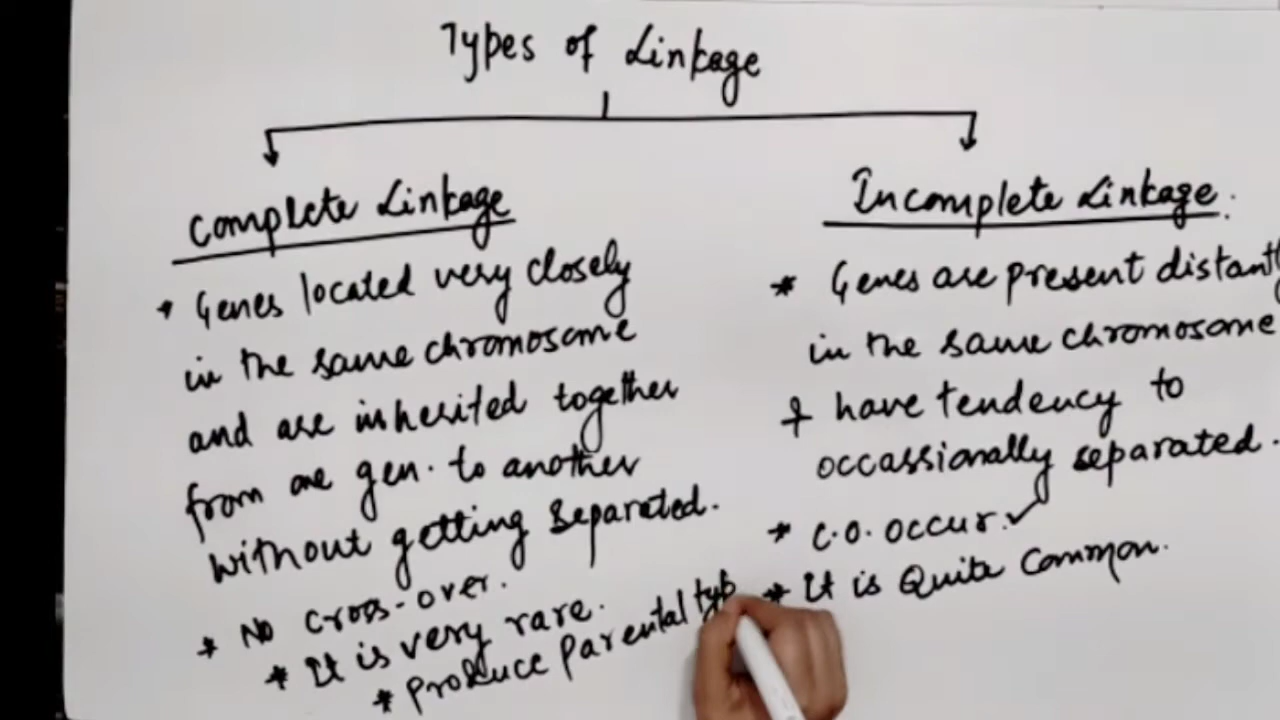 Types of Linkage
Complete Linkage
* Genes located very closely
in the same chromosome
and are inherited together
from one gen. to another
without getting separated.
* No cross-over.
* It is very rare.
* Produce Parental typ
Incomplete Linkage.
* Genes are present distantl
in the same chromosome
& have tendency to
occassionally separated.
* C.O. occur. ✓
* It is Quite Common.